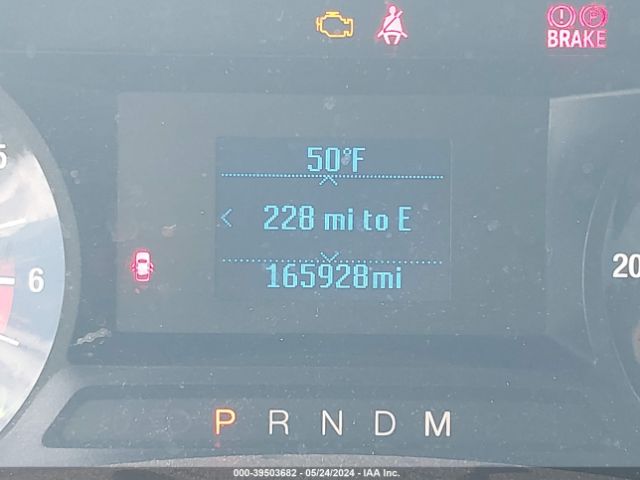 BRAKE
50°F
< 228 mi to E
165928mi
5
6
20
P R N D M
000-39503682 - 05/24/2024 - IAA Inc.